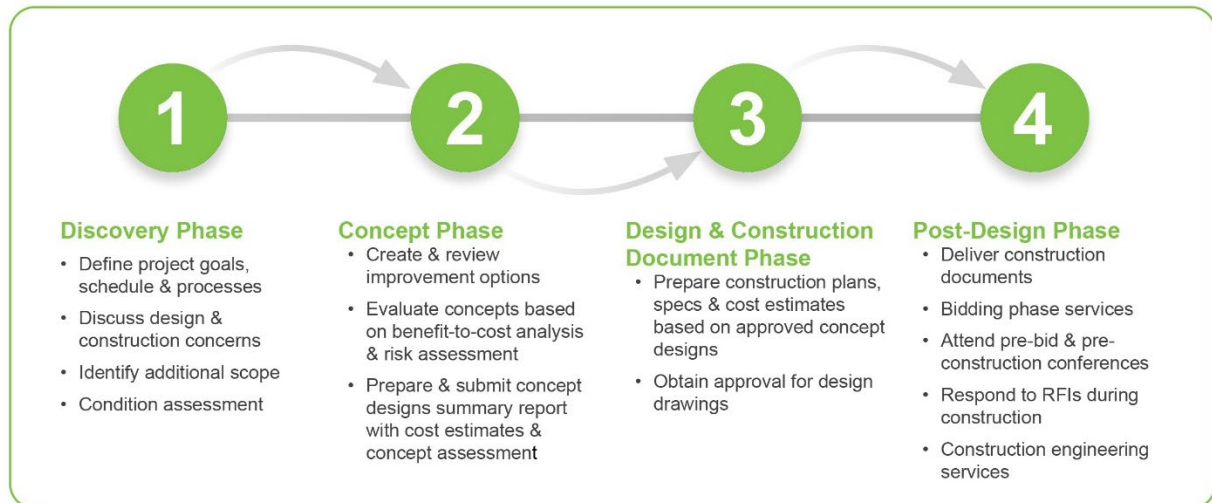 1
2
3
4
Discovery Phase
• Define project goals,
schedule & processes
• Discuss design &
construction concerns
• Identify additional scope
• Condition assessment
Concept Phase
• Create & review
improvement options
• Evaluate concepts based
on benefit-to-cost analysis
& risk assessment
• Prepare & submit concept
designs summary report
with cost estimates &
concept assessment
Design & Construction
Document Phase
• Prepare construction plans,
specs & cost estimates
based on approved concept
designs
• Obtain approval for design
drawings
Post-Design Phase
• Deliver construction
documents
• Bidding phase services
• Attend pre-bid & pre-
construction conferences
• Respond to RFIs during
construction
• Construction engineering
services